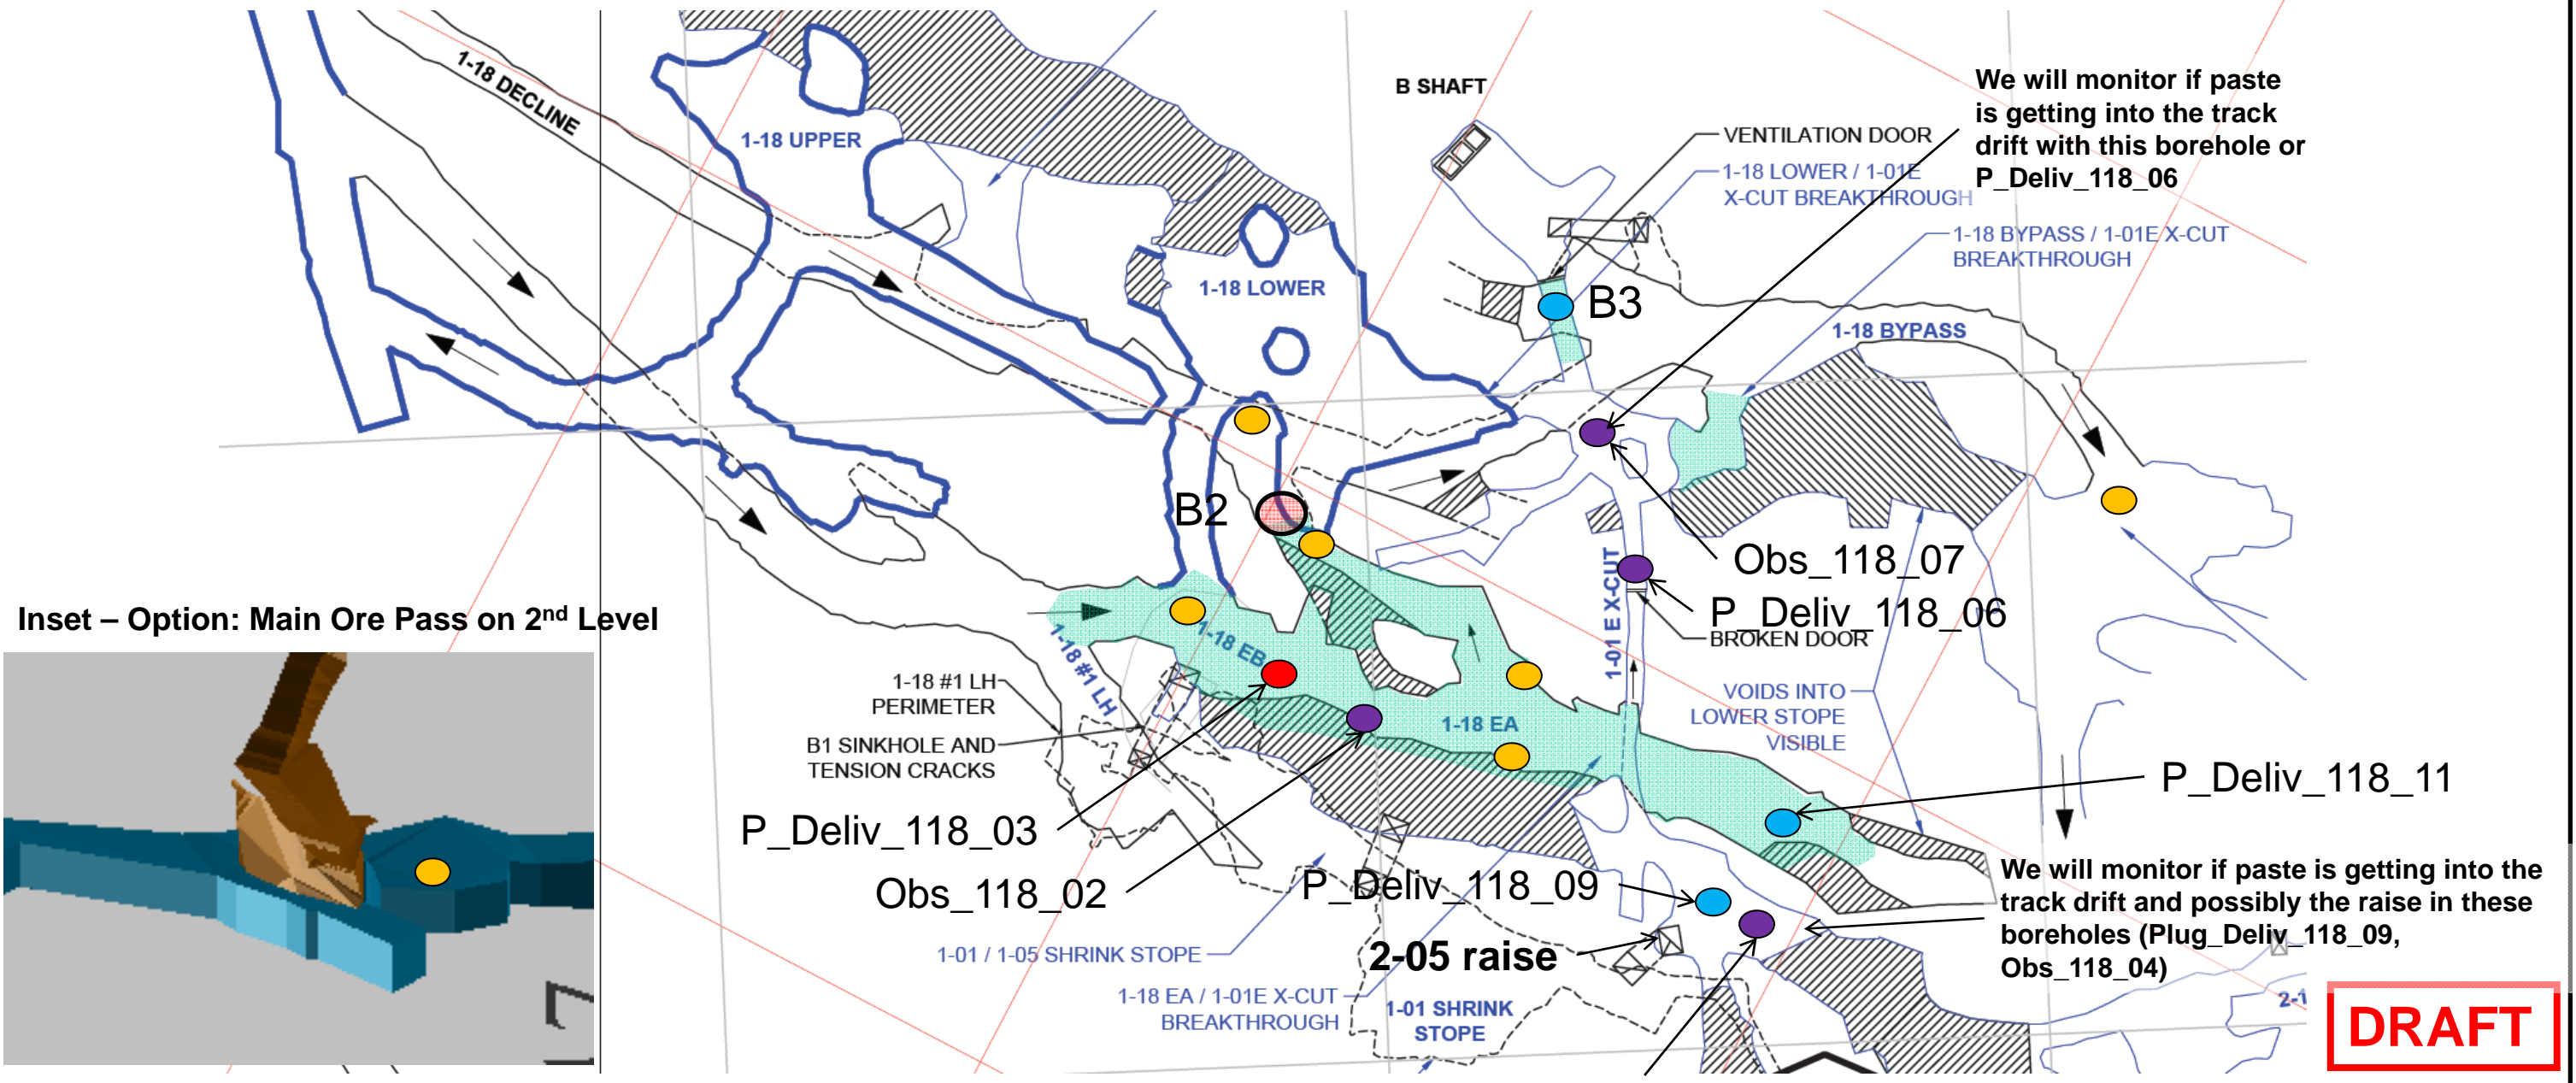 1-18 DECLINE
1-18 UPPER
B SHAFT
We will monitor if paste
is getting into the track
drift with this borehole or
P_Deliv_118_06
VENTILATION DOOR
1-18 LOWER / 1-01E
X-CUT BREAKTHROUGH
1-18 BYPASS / 1-01E X-CUT
BREAKTHROUGH
1-18 LOWER
B3
1-18 BYPASS
B2
Obs_118_07
1-01 E X-CUT
P_Deliv_118_06
BROKEN DOOR
Inset – Option: Main Ore Pass on 2nd Level
1-18 EB
1-18 #1 LH
1-18 #1 LH
PERIMETER
VOIDS INTO
LOWER STOPE
VISIBLE
1-18 EA
B1 SINKHOLE AND
TENSION CRACKS
P_Deliv_118_11
P_Deliv_118_03
Obs_118_02
P_Deliv_118_09
We will monitor if paste is getting into the
track drift and possibly the raise in these
boreholes (Plug_Deliv_118_09,
Obs_118_04)
1-01 / 1-05 SHRINK STOPE
2-05 raise
1-18 EA / 1-01E X-CUT
BREAKTHROUGH
1-01 SHRINK
STOPE
2-1
DRAFT